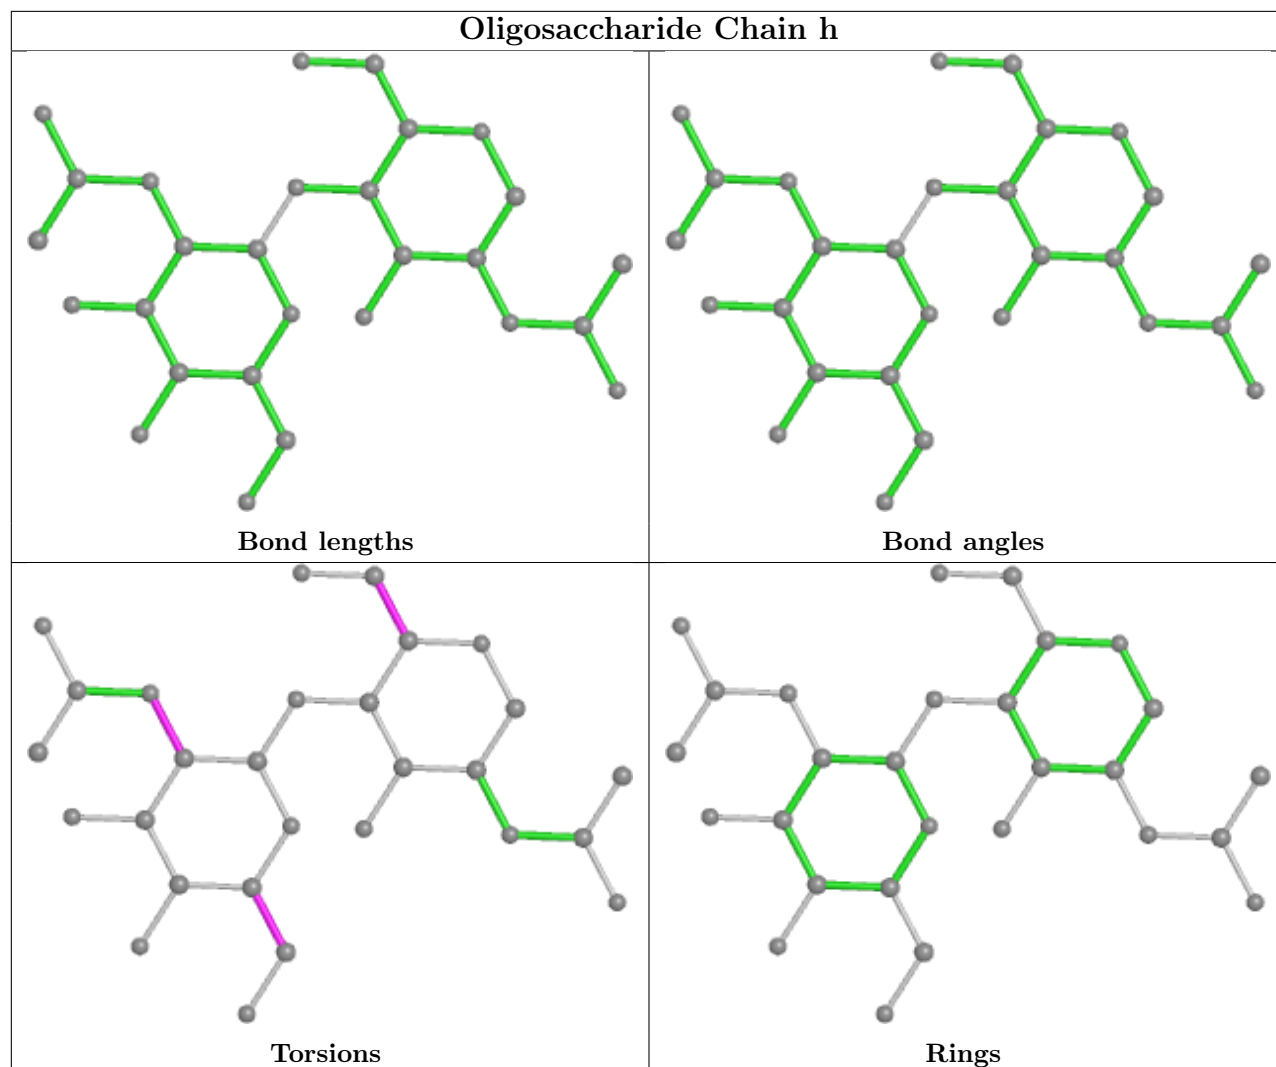 Oligosaccharide Chain h
Bond lengths
Bond angles
Torsions
Rings